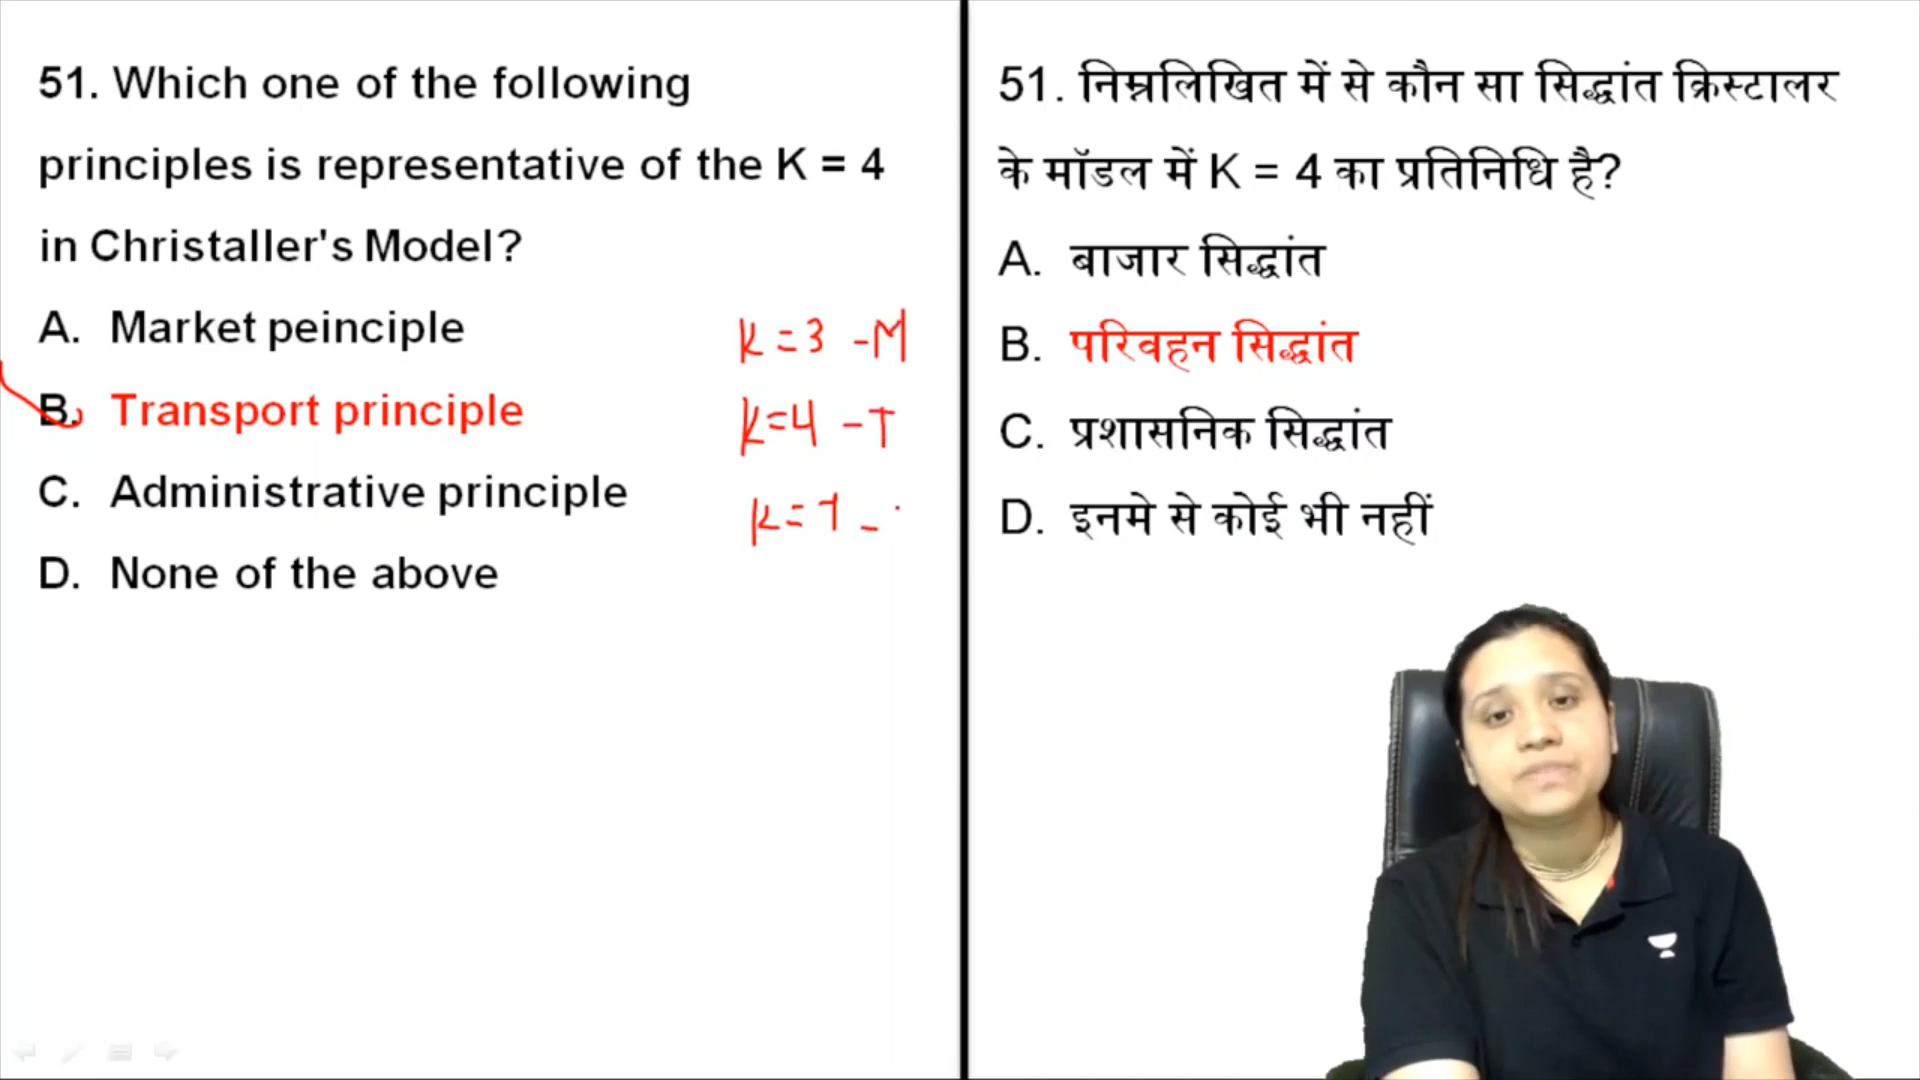 51. Which one of the following
principles is representative of the K = 4
in Christaller's Model?
A. Market peinciple
B. Transport principle
C. Administrative principle
D. None of the above
K = 3 - M
K = 4 - T
K = 7 -
51. निम्नलिखित में से कौन सा सिद्धांत क्रिस्टालर
के मॉडल में K = 4 का प्रतिनिधि है?
A. बाजार सिद्धांत
B. परिवहन सिद्धांत
C. प्रशासनिक सिद्धांत
D. इनमे से कोई भी नहीं